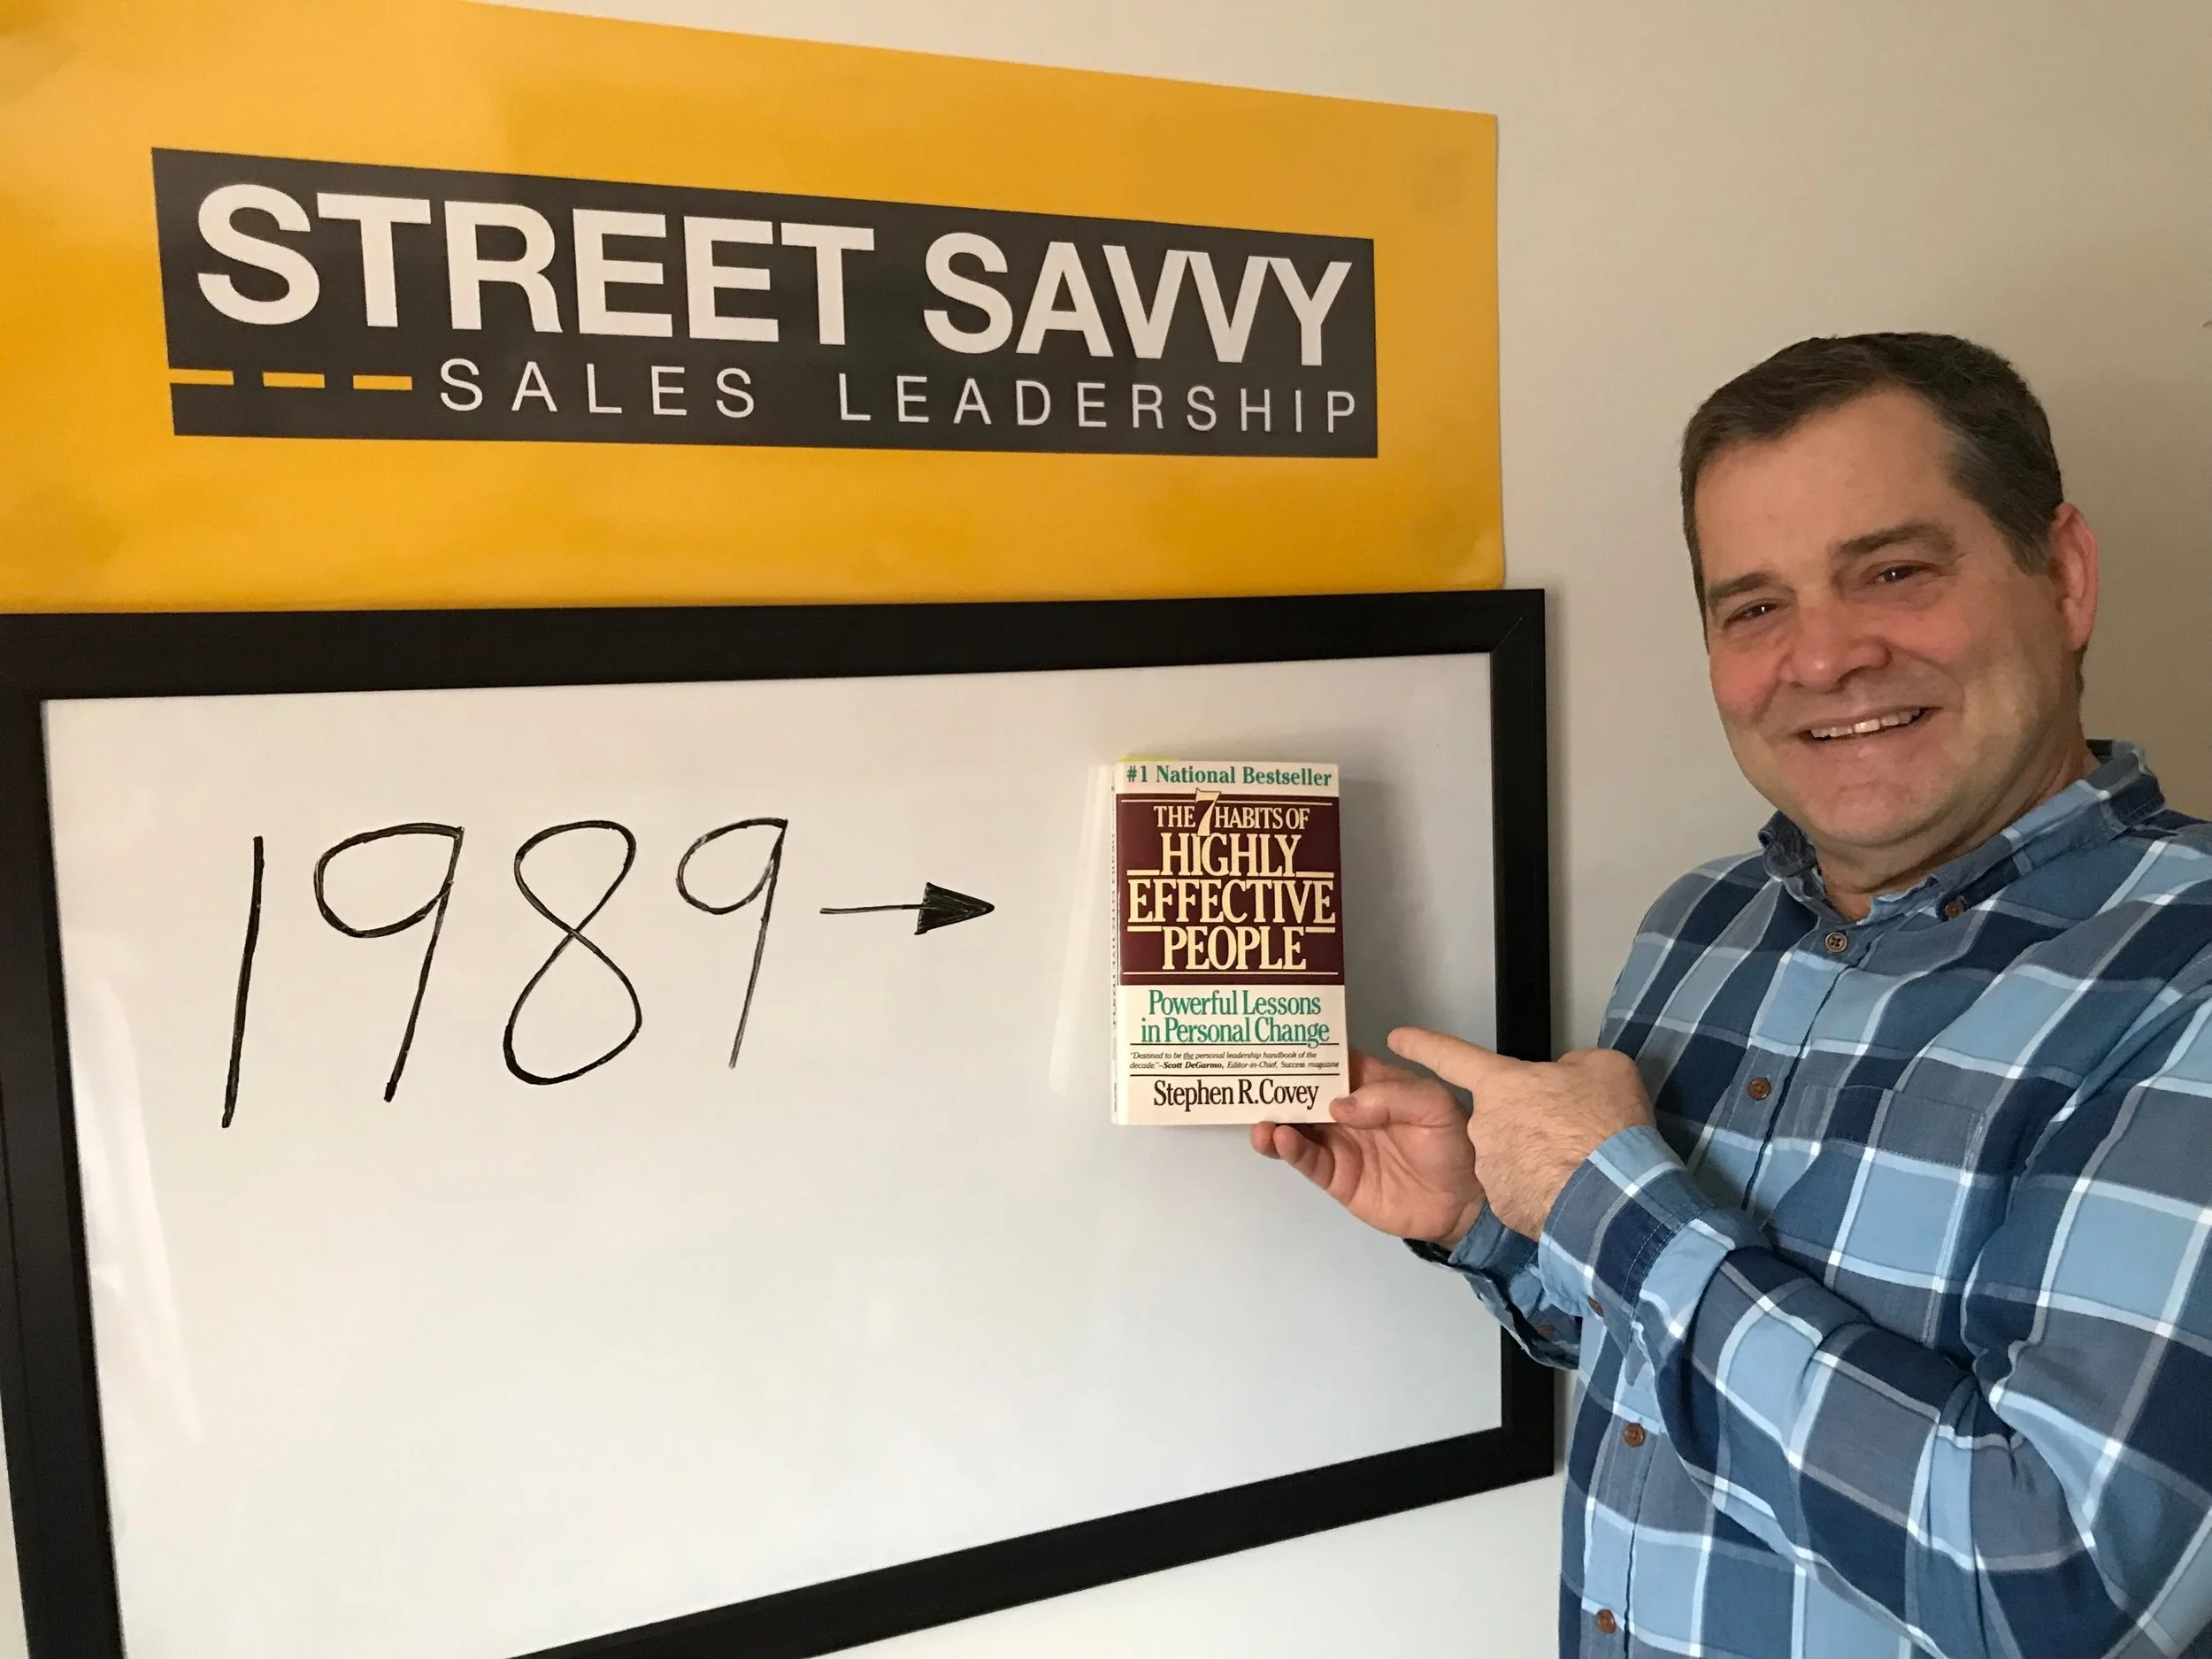 STREET SAVVY
SALES LEADERSHIP
1989
#1 National Bestseller
THE 7 HABITS OF
HIGHLY
EFFECTIVE
PEOPLE
Powerful Lessons
in Personal Change
"Destined to be the personal leadership handbook of the
decade."—Scott DeGarmo, Editor-in-Chief, Success magazine
Stephen R. Covey